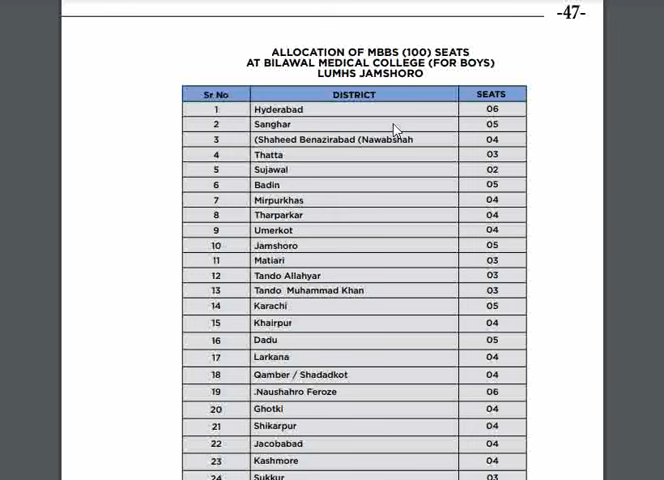 -47-
ALLOCATION OF MBBS (100) SEATS
AT BILAWAL MEDICAL COLLEGE (FOR BOYS)
LUMHS JAMSHORO
Sr No DISTRICT SEATS
1 Hyderabad 06
2 Sanghar 05
3 (Shaheed Benazirabad (Nawabshah 04
4 Thatta 03
5 Sujawal 02
6 Badin 05
7 Mirpurkhas 04
8 Tharparkar 04
9 Umerkot 04
10 Jamshoro 05
11 Matiari 03
12 Tando Allahyar 03
13 Tando Muhammad Khan 03
14 Karachi 05
15 Khairpur 04
16 Dadu 05
17 Larkana 04
18 Qamber / Shadadkot 04
19 .Naushahro Feroze 06
20 Ghotki 04
21 Shikarpur 04
22 Jacobabad 04
23 Kashmore 04
24 Sukkur 03